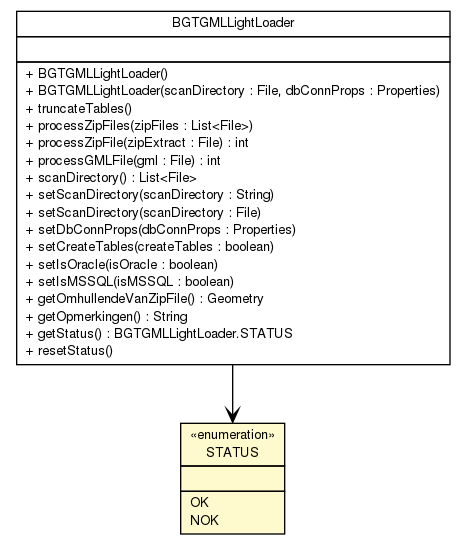 BGTGMLLightLoader
+ BGTGMLLightLoader()
+ BGTGMLLightLoader(scanDirectory : File, dbConnProps : Properties)
+ truncateTables()
+ processZipFiles(zipFiles : List<File>)
+ processZipFile(zipExtract : File) : int
+ processGMLFile(gml : File) : int
+ scanDirectory() : List<File>
+ setScanDirectory(scanDirectory : String)
+ setScanDirectory(scanDirectory : File)
+ setDbConnProps(dbConnProps : Properties)
+ setCreateTables(createTables : boolean)
+ setIsOracle(isOracle : boolean)
+ setIsMSSQL(isMSSQL : boolean)
+ getOmhullendeVanZipFile() : Geometry
+ getOpmerkingen() : String
+ getStatus() : BGTGMLLightLoader.STATUS
+ resetStatus()
«enumeration»
STATUS
OK
NOK